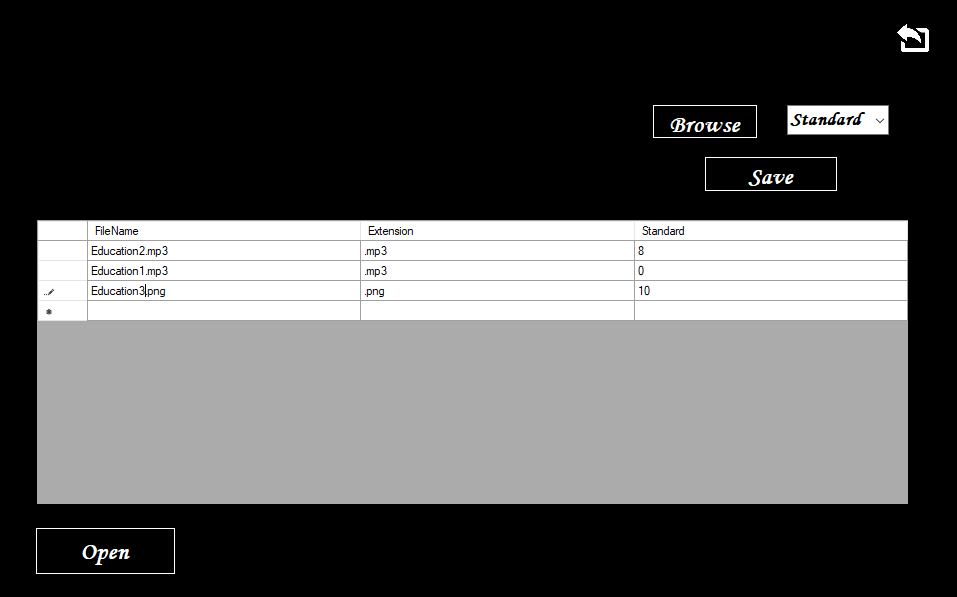 Browse
Standard
Save
FileName Extension Standard
Education2.mp3 .mp3 8
Education1.mp3 .mp3 0
Education3.png .png 10
Open